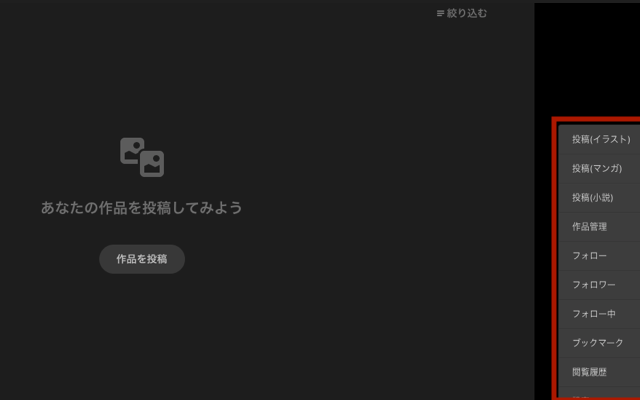 絞り込む
あなたの作品を投稿してみよう
作品を投稿
投稿(イラスト)
投稿(マンガ)
投稿(小説)
作品管理
フォロー
フォロワー
フォロー中
ブックマーク
閲覧履歴